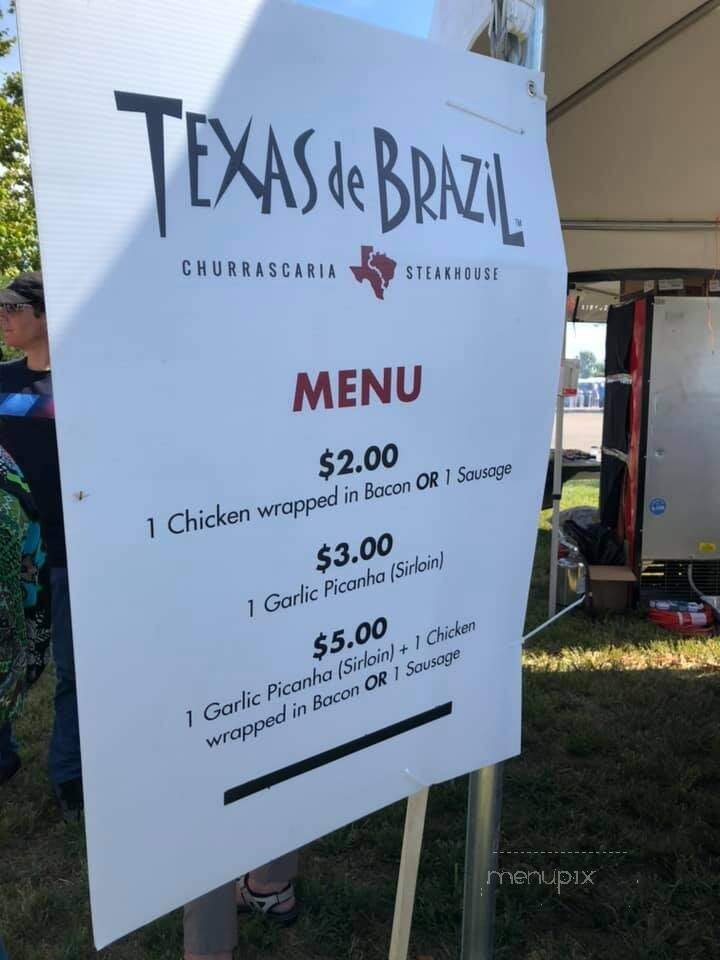 TEXAS de BRAZIL™
CHURRASCARIA STEAKHOUSE
MENU
$2.00
1 Chicken wrapped in Bacon OR 1 Sausage
$3.00
1 Garlic Picanha (Sirloin)
$5.00
1 Garlic Picanha (Sirloin) + 1 Chicken
wrapped in Bacon OR 1 Sausage
menupix